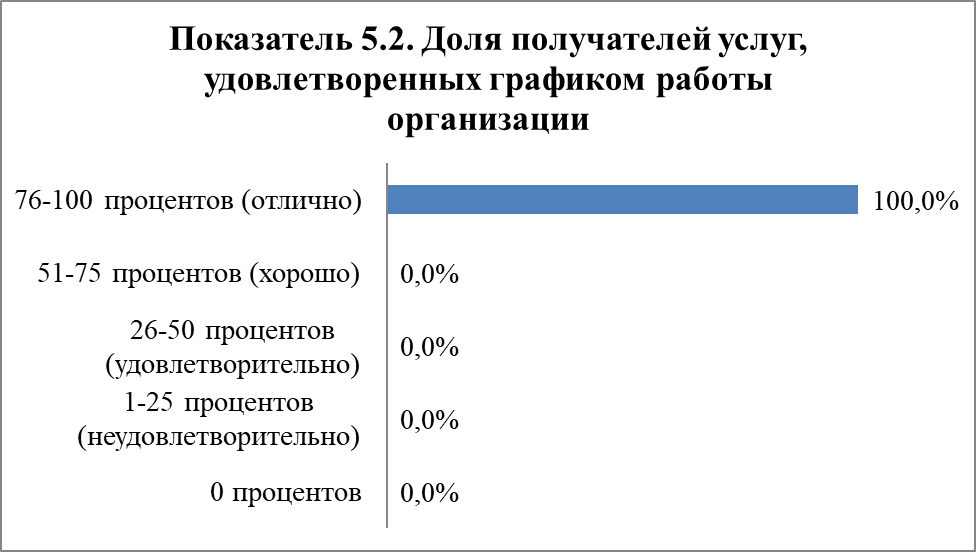 Показатель 5.2. Доля получателей услуг,
удовлетворенных графиком работы
организации
76-100 процентов (отлично)
100,0%
51-75 процентов (хорошо)
0,0%
26-50 процентов
(удовлетворительно)
0,0%
1-25 процентов
(неудовлетворительно)
0,0%
0 процентов
0,0%